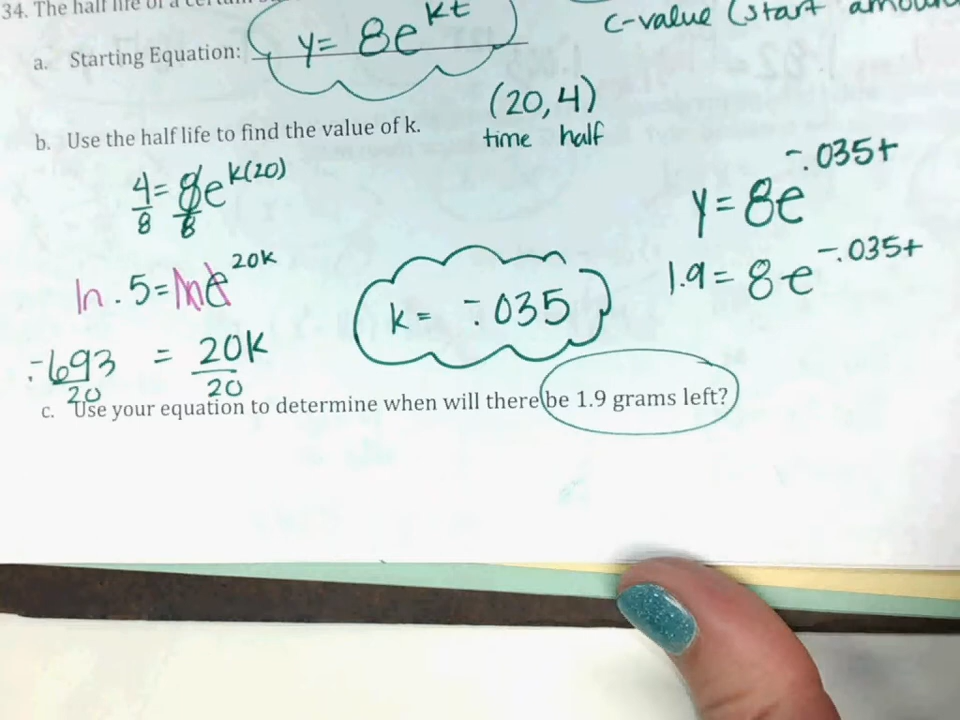 34. The half life of a certain
c-value (start amoun
a. Starting Equation: y = 8e^kt
(20,4)
time half
b. Use the half life to find the value of k.
4/8 = 8/8 e^k(20)
y = 8e^-.035t
ln .5 = ln e^20k
1.9 = 8e^-.035t
k = -.035
-.693/20 = 20k/20
c. Use your equation to determine when will there be 1.9 grams left?